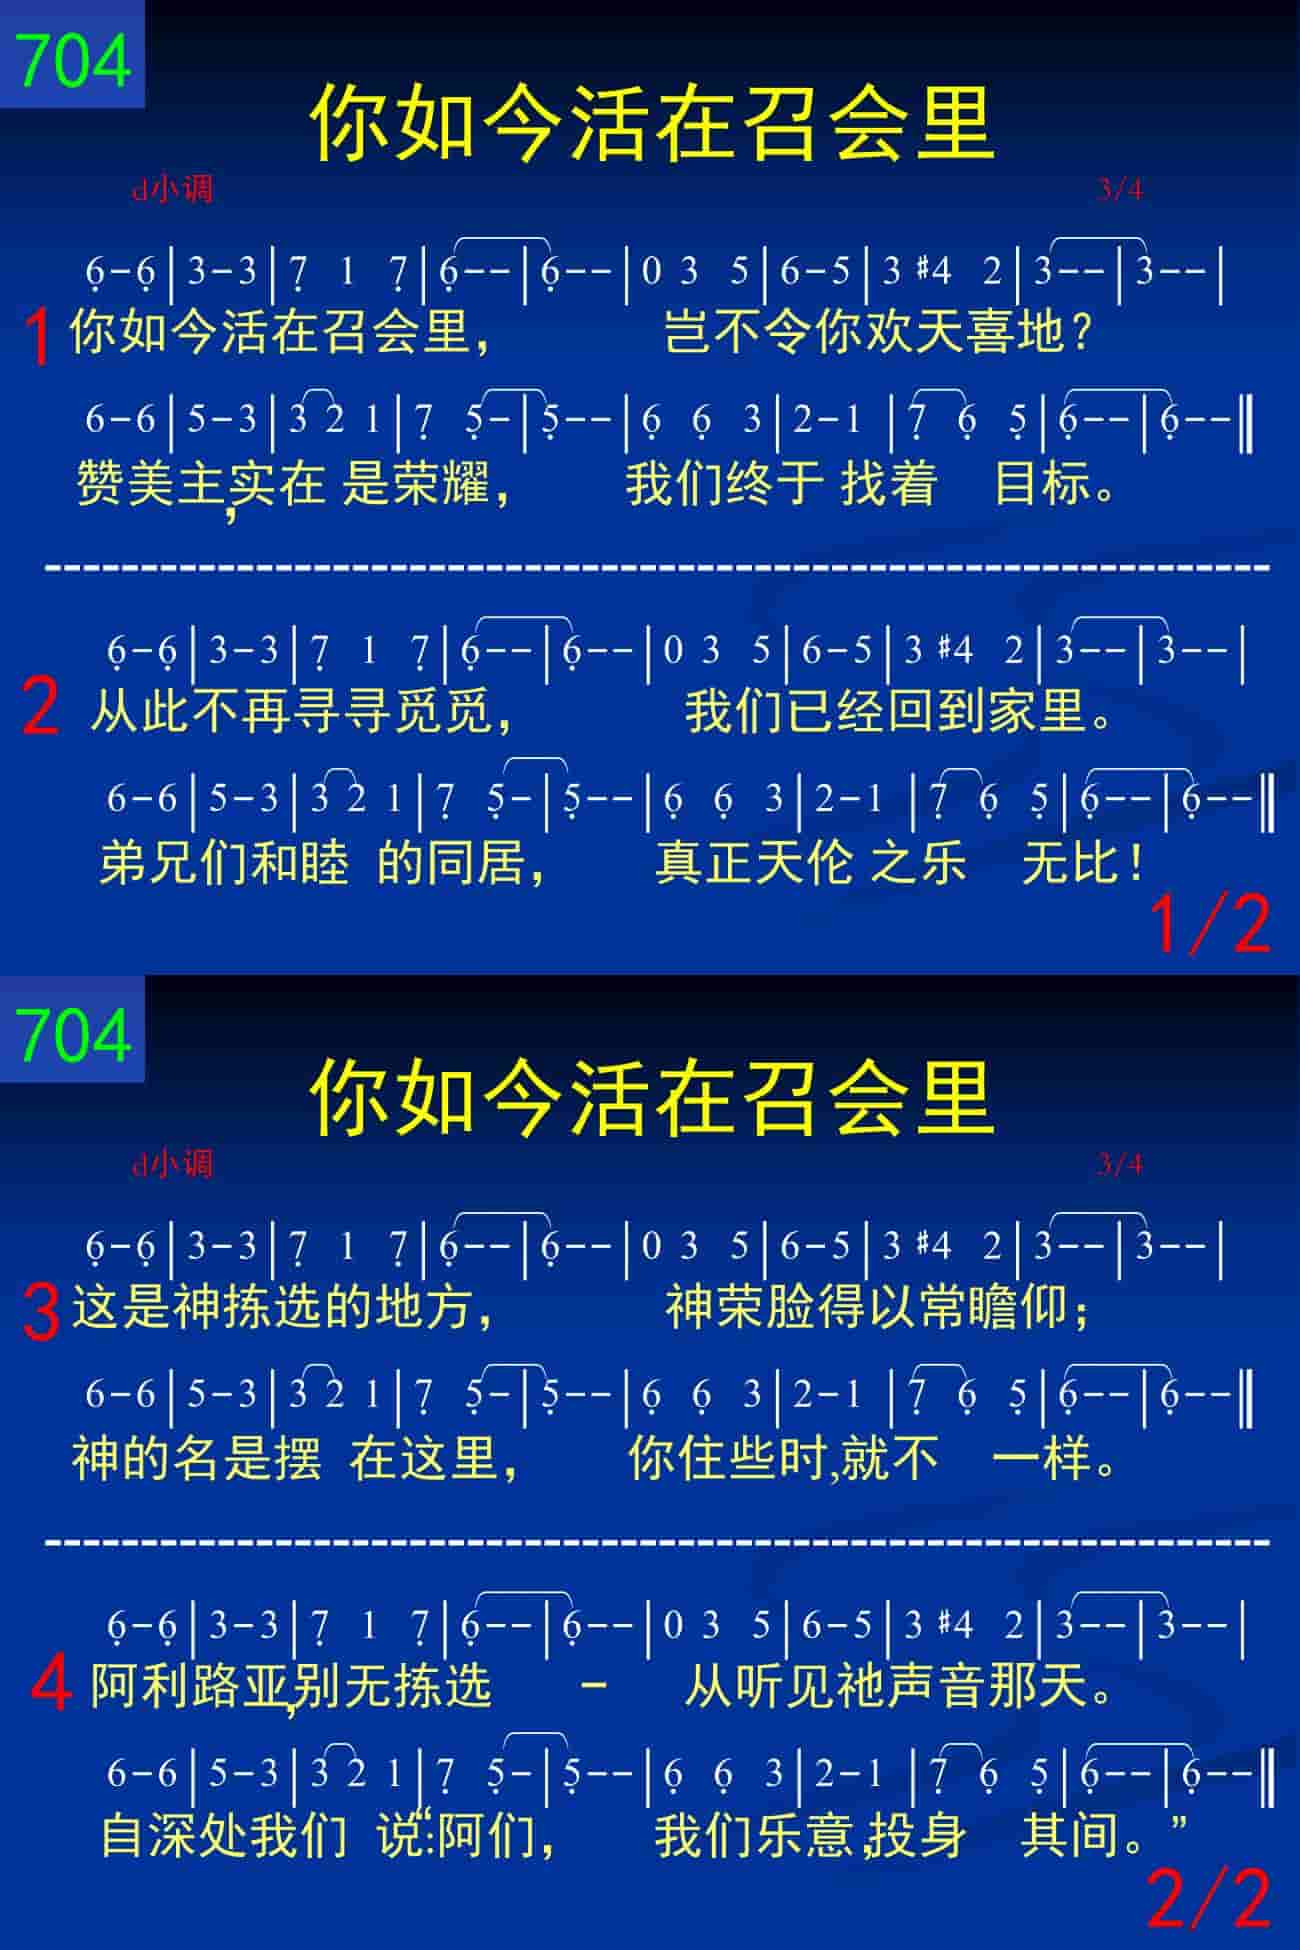 704
你如今活在召会里
d小调 3/4
6-6|3-3|7 1 7|6--|6--|0 3 5|6-5|3 #4 2|3--|3--|
1 你如今活在召会里， 岂不令你欢天喜地？
6-6|5-3|3 2 1|7 5-|5--|6 6 3|2-1 |7 6 5|6--|6--‖
赞美主,实在 是荣耀， 我们终于 找着 目标。
6-6|3-3|7 1 7|6--|6--|0 3 5|6-5|3 #4 2|3--|3--|
2 从此不再寻寻觅觅， 我们已经回到家里。
6-6|5-3|3 2 1|7 5-|5--|6 6 3|2-1 |7 6 5|6--|6--‖
弟兄们和睦 的同居， 真正天伦 之乐 无比！
1/2
704
你如今活在召会里
d小调 3/4
6-6|3-3|7 1 7|6--|6--|0 3 5|6-5|3 #4 2|3--|3--|
3 这是神拣选的地方， 神荣脸得以常瞻仰；
6-6|5-3|3 2 1|7 5-|5--|6 6 3|2-1 |7 6 5|6--|6--‖
神的名是摆 在这里， 你住些时,就不 一样。
6-6|3-3|7 1 7|6--|6--|0 3 5|6-5|3 #4 2|3--|3--|
4 阿利路亚,别无拣选 - 从听见祂声音那天。
6-6|5-3|3 2 1|7 5-|5--|6 6 3|2-1 |7 6 5|6--|6--‖
自深处我们 说:“阿们， 我们乐意,投身 其间。”
2/2